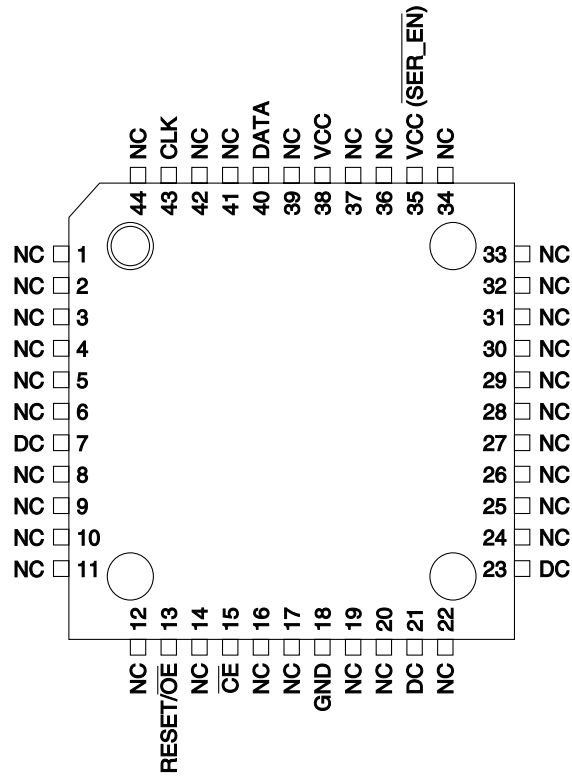 44 NC
43 CLK
42 NC
41 NC
40 DATA
39 NC
38 VCC
37 NC
36 NC
35 VCC (S̅E̅R̅_̅E̅N̅)
34 NC
NC 1
NC 2
NC 3
NC 4
NC 5
NC 6
DC 7
NC 8
NC 9
NC 10
NC 11
33 NC
32 NC
31 NC
30 NC
29 NC
28 NC
27 NC
26 NC
25 NC
24 NC
23 DC
NC 12
RESET/O̅E̅ 13
NC 14
C̅E̅ 15
NC 16
NC 17
GND 18
NC 19
NC 20
DC 21
NC 22